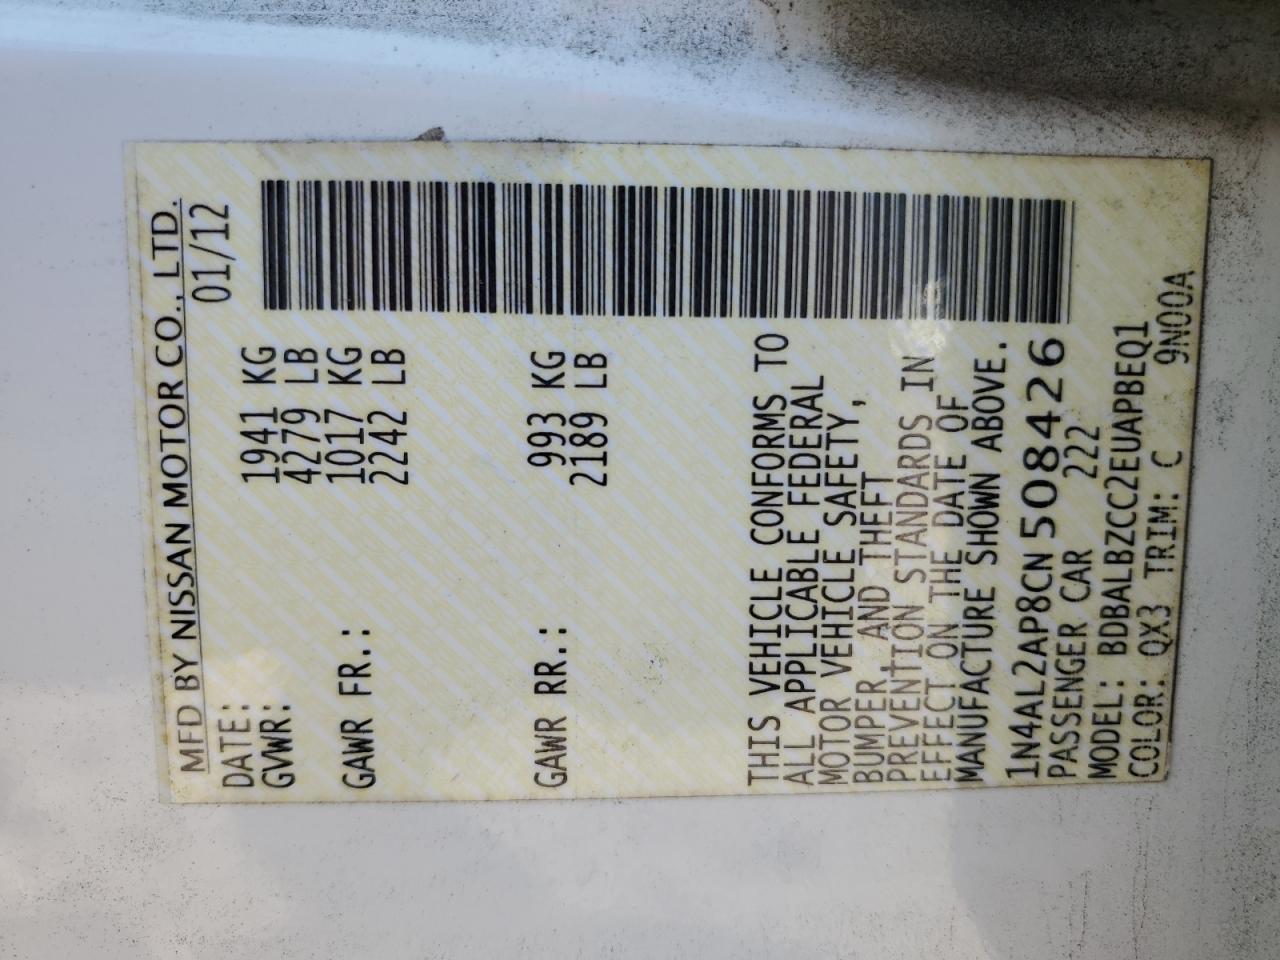 MFD BY NISSAN MOTOR CO., LTD.
DATE: 01/12
GVWR: 1941 KG
4279 LB
GAWR FR.: 1017 KG
2242 LB
GAWR RR.: 993 KG
2189 LB
THIS VEHICLE CONFORMS TO
ALL APPLICABLE FEDERAL
MOTOR VEHICLE SAFETY,
BUMPER, AND THEFT
PREVENTION STANDARDS IN
EFFECT ON THE DATE OF
MANUFACTURE SHOWN ABOVE.
1N4AL2AP8CN508426
PASSENGER CAR 222
MODEL: BDBALBZCC2EUAPBEQ1
COLOR: QX3 TRIM: C 9N00A